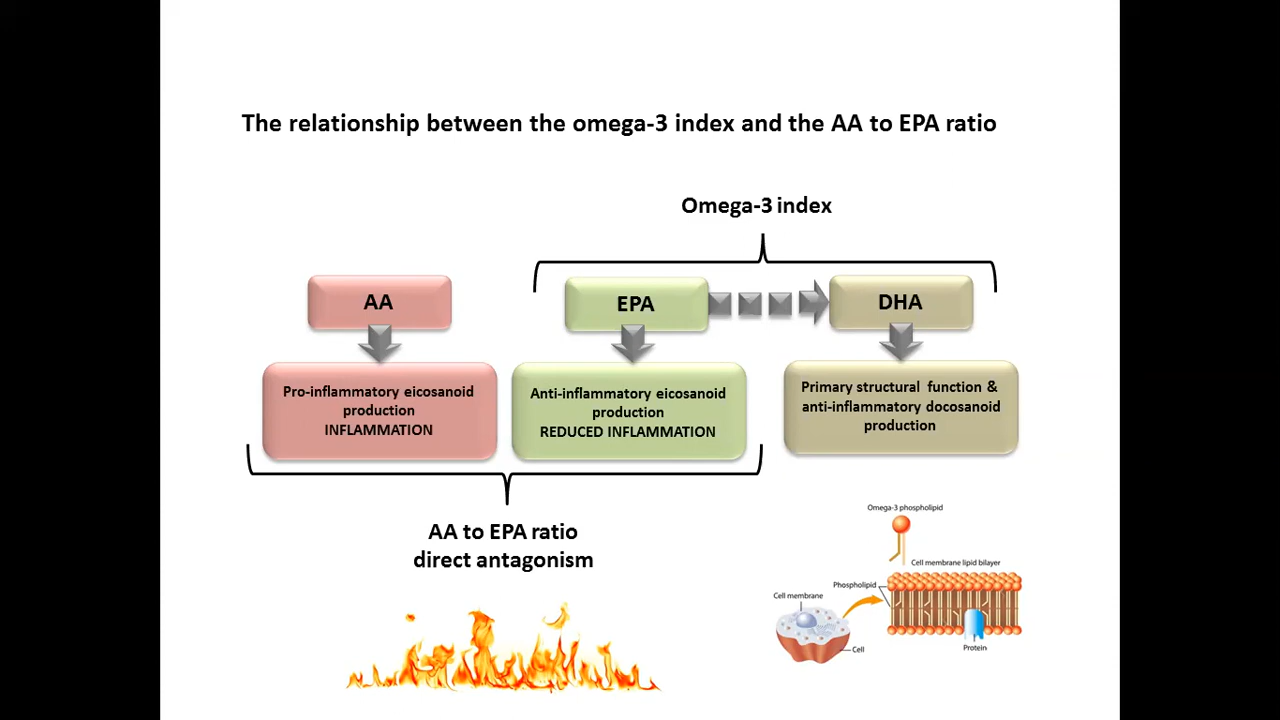 The relationship between the omega-3 index and the AA to EPA ratio
Omega-3 index
AA
EPA
DHA
Pro-inflammatory eicosanoid
production
INFLAMMATION
Anti-inflammatory eicosanoid
production
REDUCED INFLAMMATION
Primary structural function &
anti-inflammatory docosanoid
production
AA to EPA ratio
direct antagonism
Omega-3 phospholipid
Cell membrane lipid bilayer
Phospholipid
Cell membrane
Cell
Protein